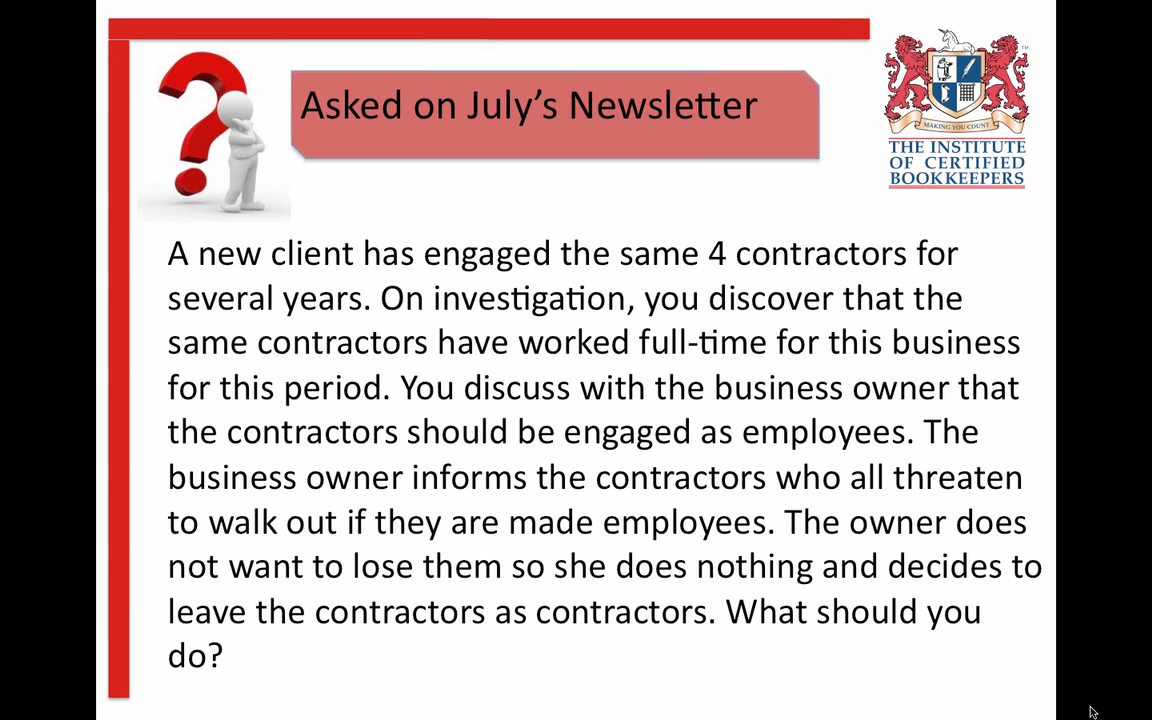 Asked on July's Newsletter
TM
MAKING YOU COUNT
THE INSTITUTE
OF CERTIFIED
BOOKKEEPERS
A new client has engaged the same 4 contractors for
several years. On investigation, you discover that the
same contractors have worked full-time for this business
for this period. You discuss with the business owner that
the contractors should be engaged as employees. The
business owner informs the contractors who all threaten
to walk out if they are made employees. The owner does
not want to lose them so she does nothing and decides to
leave the contractors as contractors. What should you
do?